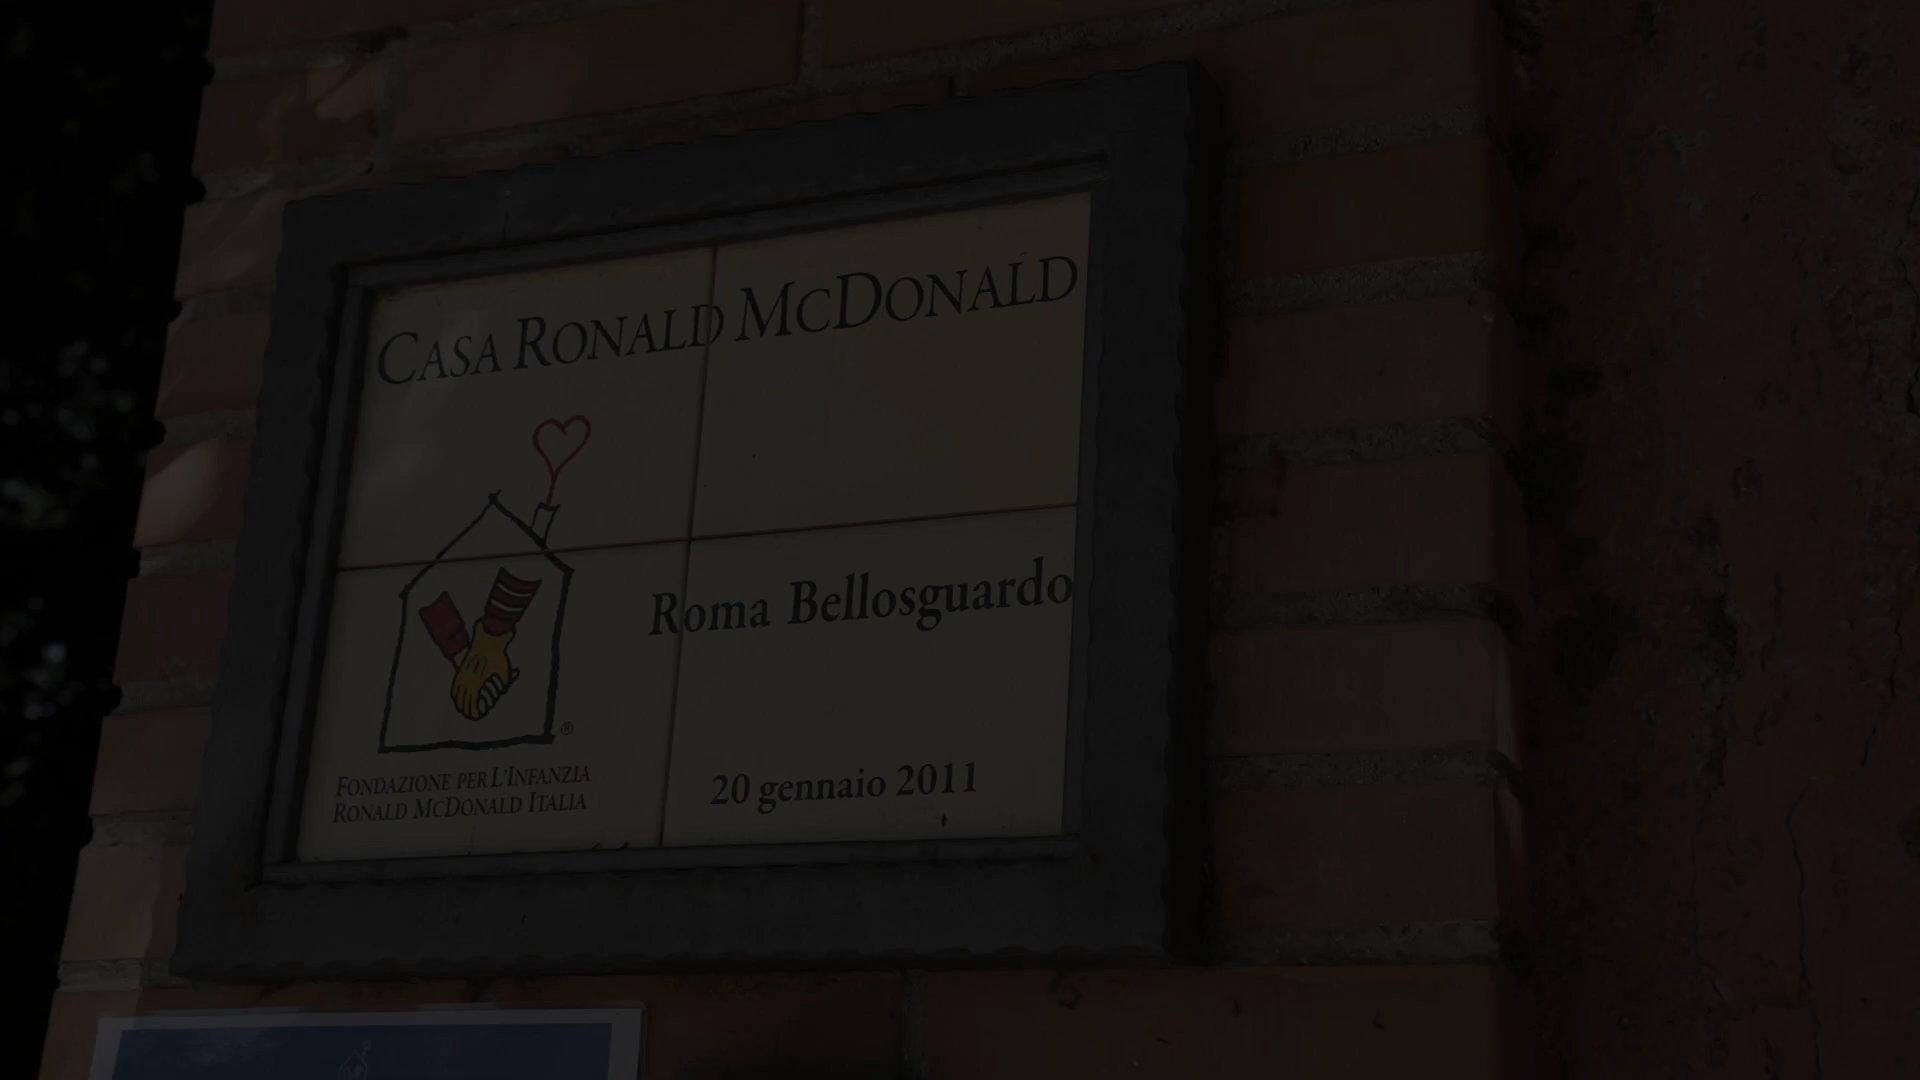 CASA RONALD MCDONALD
Roma Bellosguardo
®
FONDAZIONE PER L'INFANZIA
RONALD MCDONALD ITALIA
20 gennaio 2011